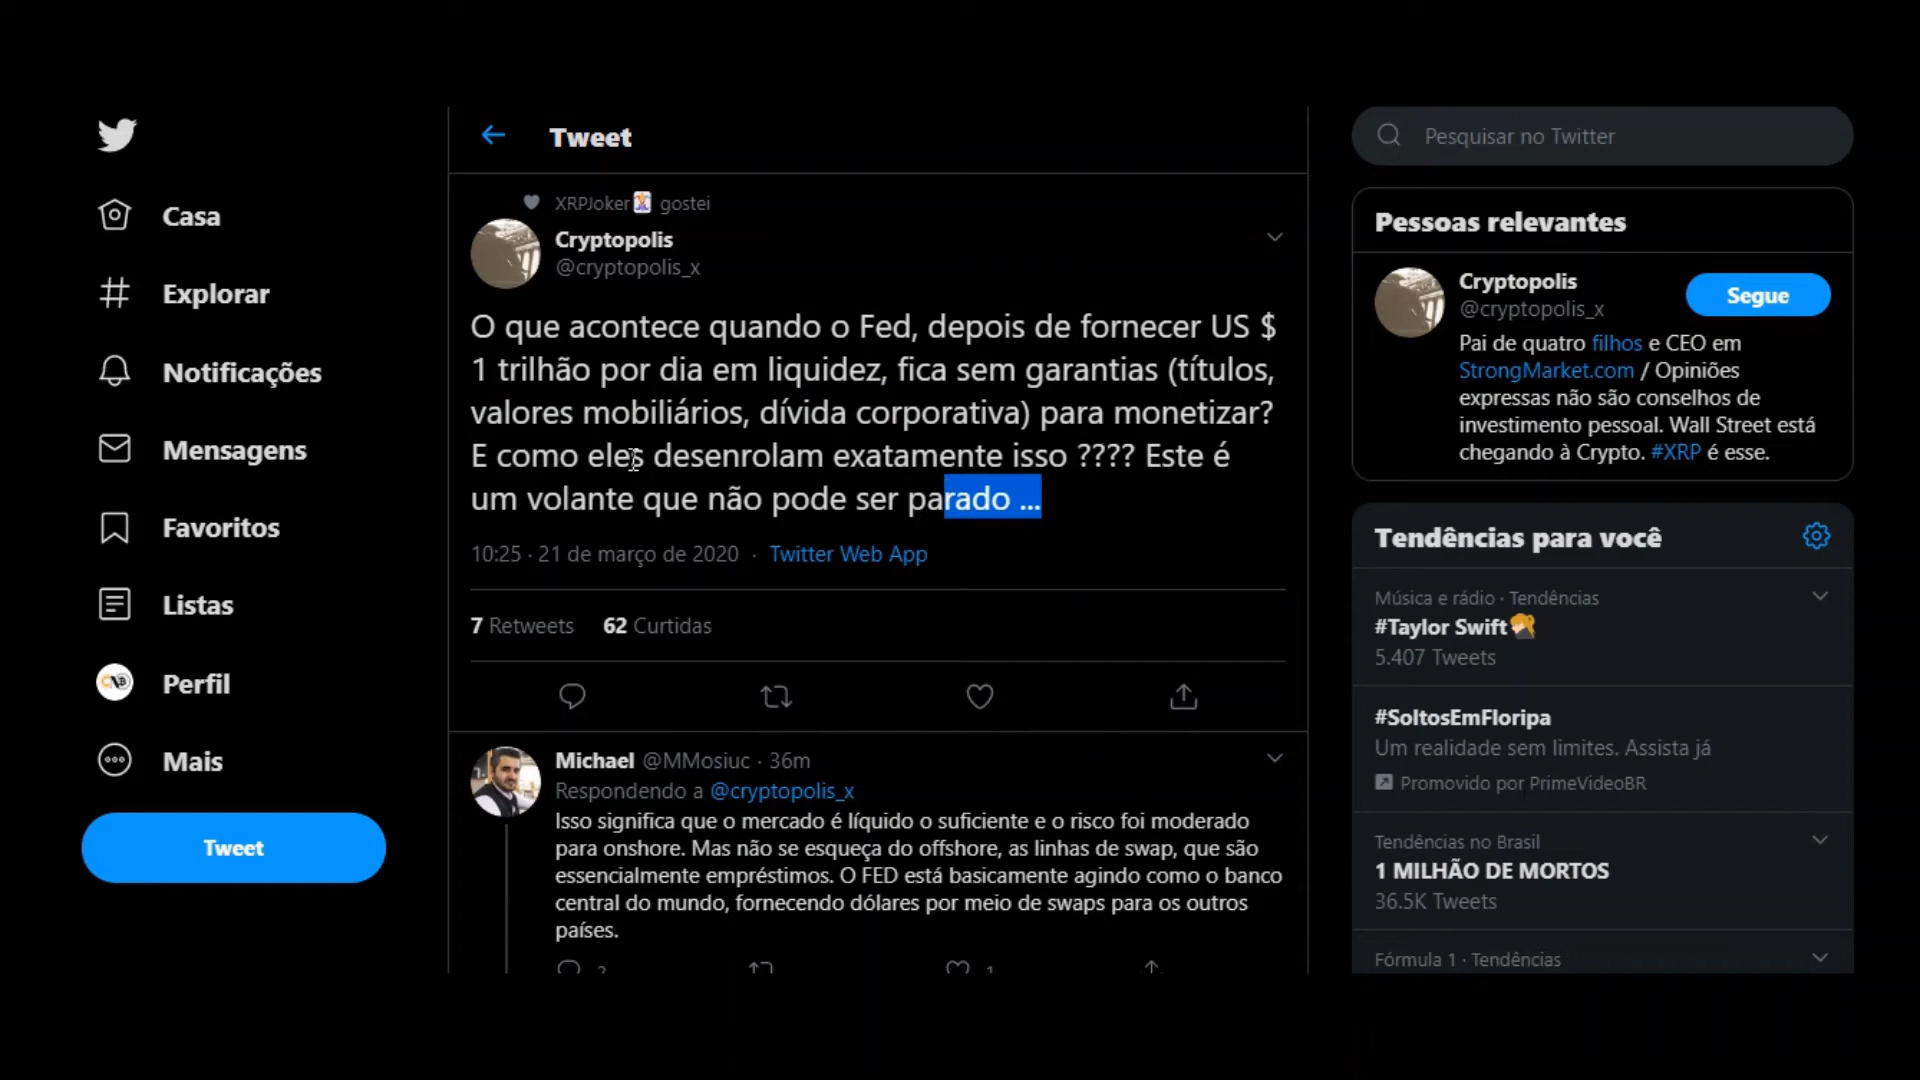 Casa
Explorar
Notificações
Mensagens
Favoritos
Listas
Perfil
Mais
Tweet
Tweet
XRPJoker🃏 gostei
Cryptopolis
@cryptopolis_x
O que acontece quando o Fed, depois de fornecer US $
1 trilhão por dia em liquidez, fica sem garantias (títulos,
valores mobiliários, dívida corporativa) para monetizar?
E como eles desenrolam exatamente isso ???? Este é
um volante que não pode ser parado ...
10:25 · 21 de março de 2020 · Twitter Web App
7 Retweets 62 Curtidas
Michael @MMosiuc · 36m
Respondendo a @cryptopolis_x
Isso significa que o mercado é líquido o suficiente e o risco foi moderado
para onshore. Mas não se esqueça do offshore, as linhas de swap, que são
essencialmente empréstimos. O FED está basicamente agindo como o banco
central do mundo, fornecendo dólares por meio de swaps para os outros
países.
2 1
Pesquisar no Twitter
Pessoas relevantes
Cryptopolis
@cryptopolis_x
Segue
Pai de quatro filhos e CEO em
StrongMarket.com / Opiniões
expressas não são conselhos de
investimento pessoal. Wall Street está
chegando à Crypto. #XRP é esse.
Tendências para você
Música e rádio · Tendências
#Taylor Swift
5.407 Tweets
#SoltosEmFloripa
Um realidade sem limites. Assista já
Promovido por PrimeVideoBR
Tendências no Brasil
1 MILHÃO DE MORTOS
36.5K Tweets
Fórmula 1 · Tendências